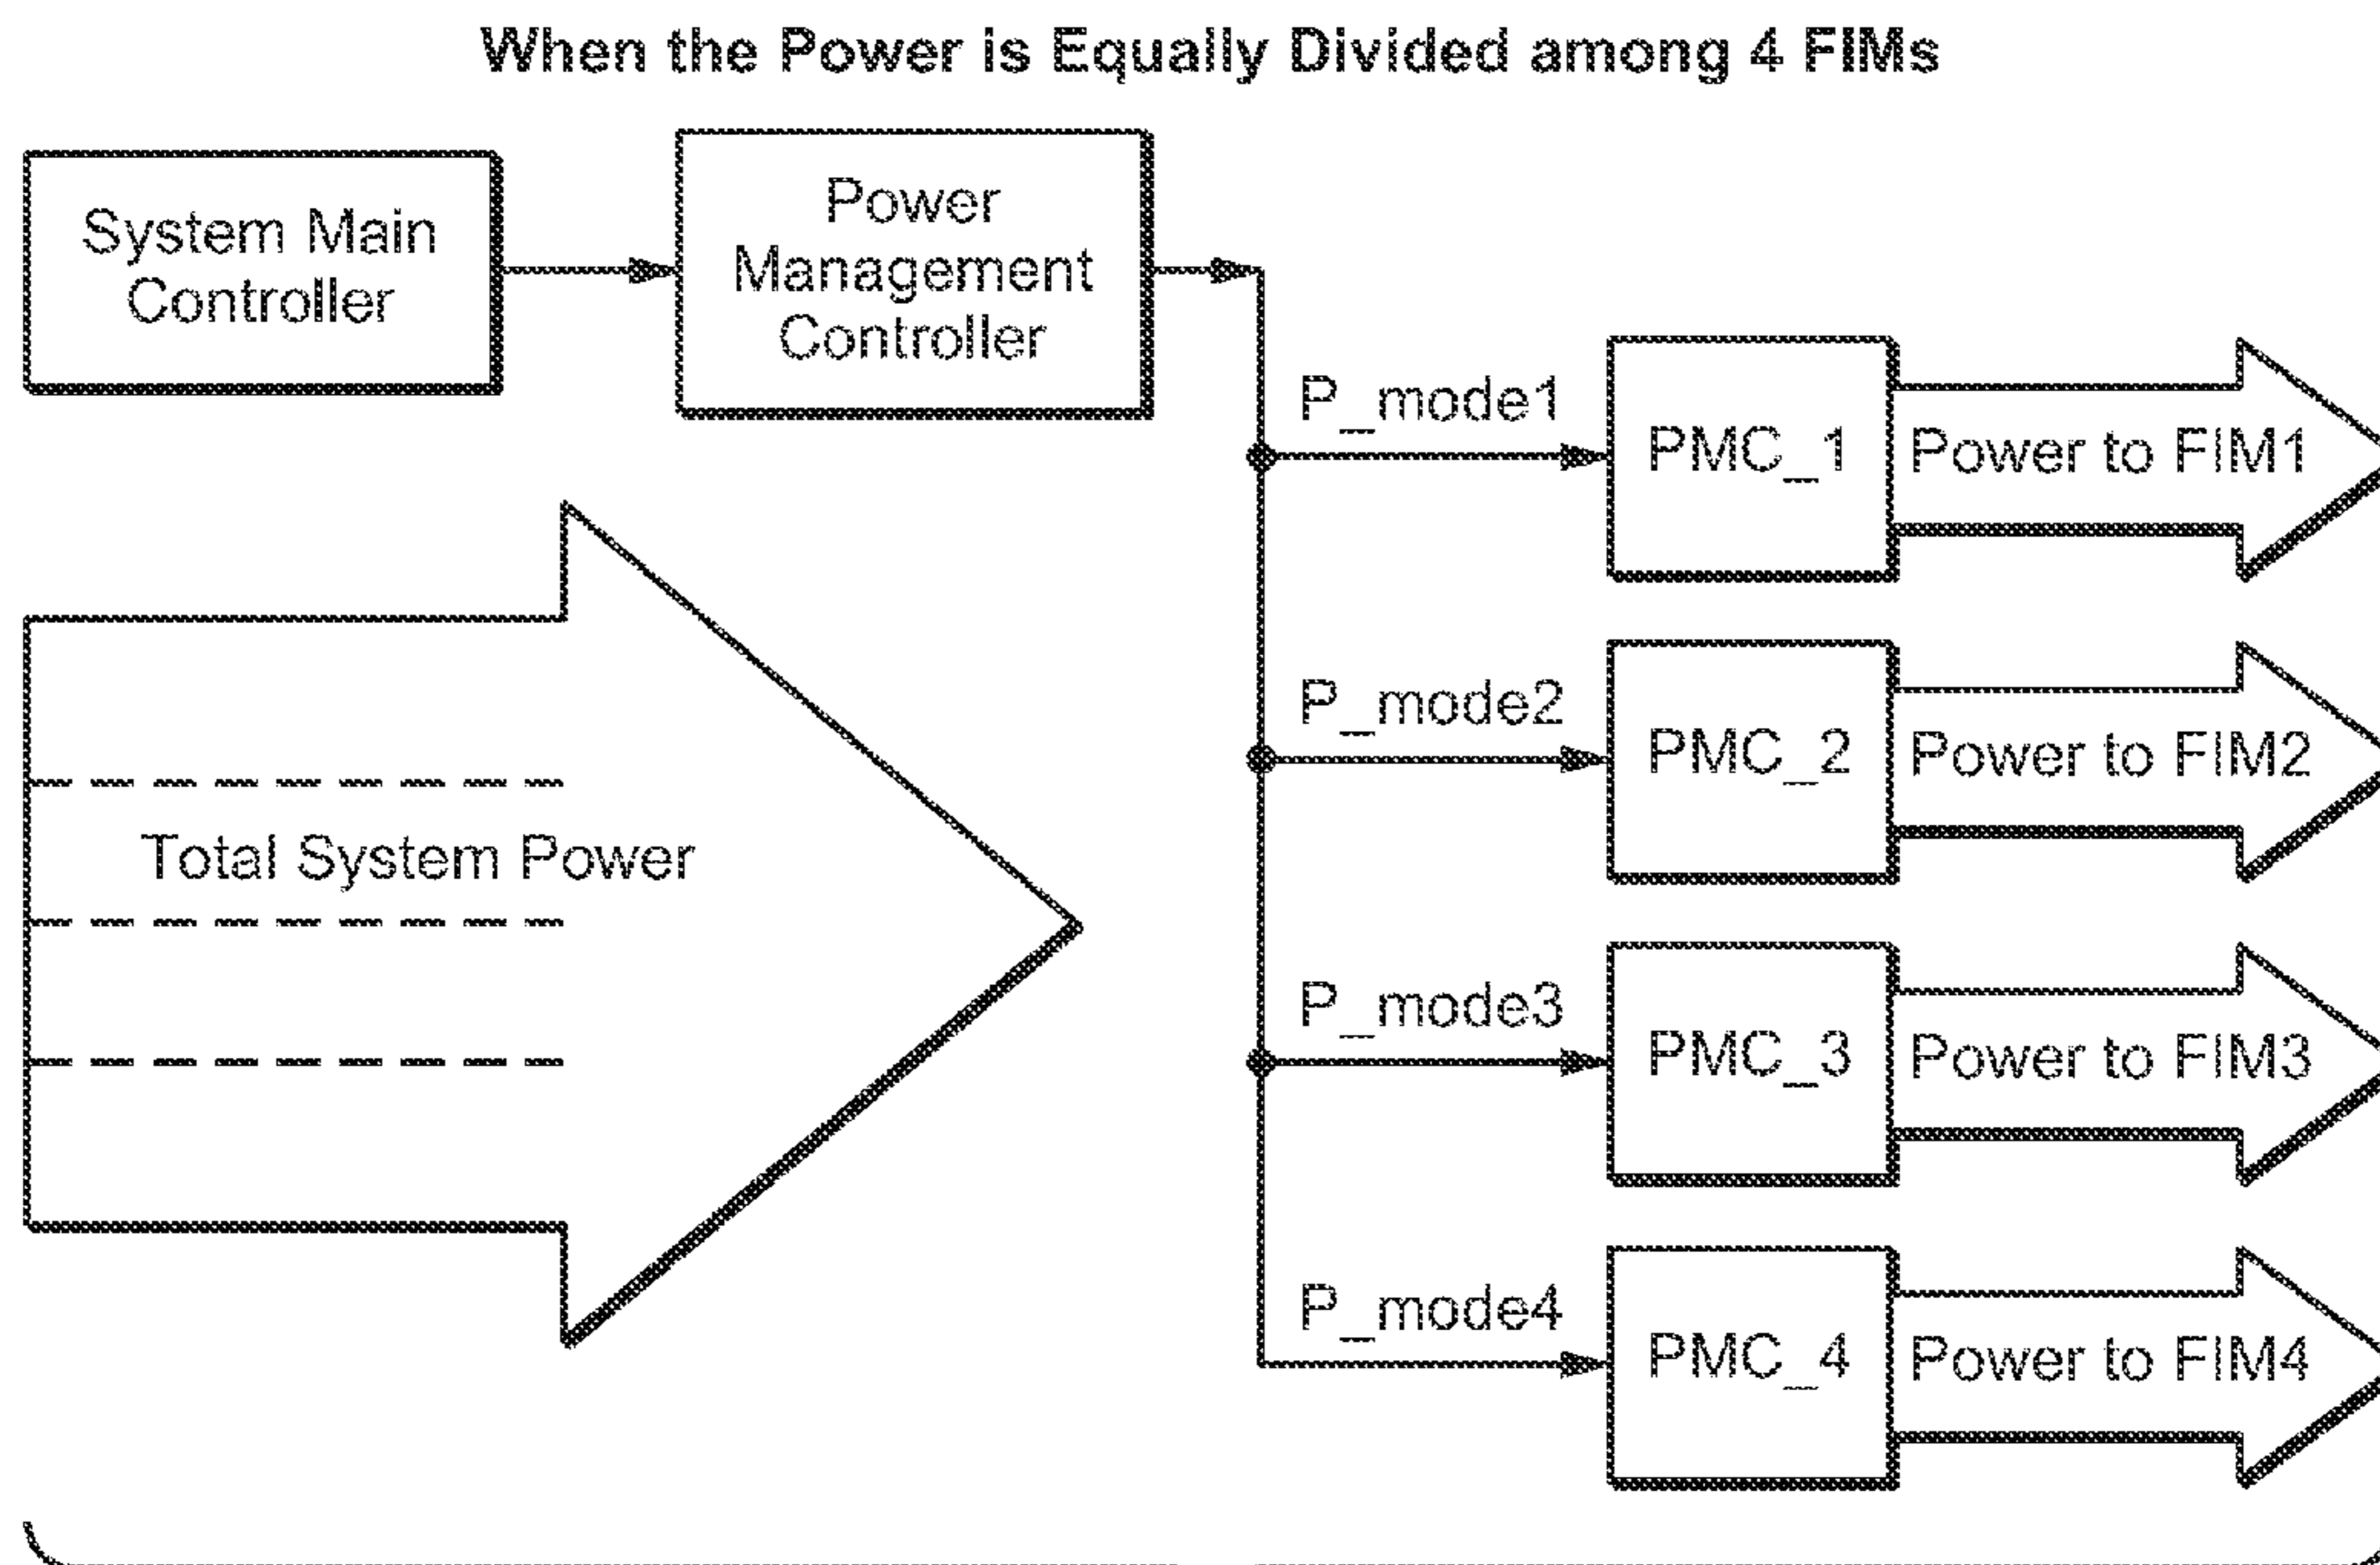 When the Power is Equally Divided among 4 FIMs
System Main
Controller
Power
Management
Controller
P_mode1
PMC_1
Power to FIM1
P_mode2
PMC_2
Power to FIM2
Total System Power
P_mode3
PMC_3
Power to FIM3
P_mode4
PMC_4
Power to FIM4